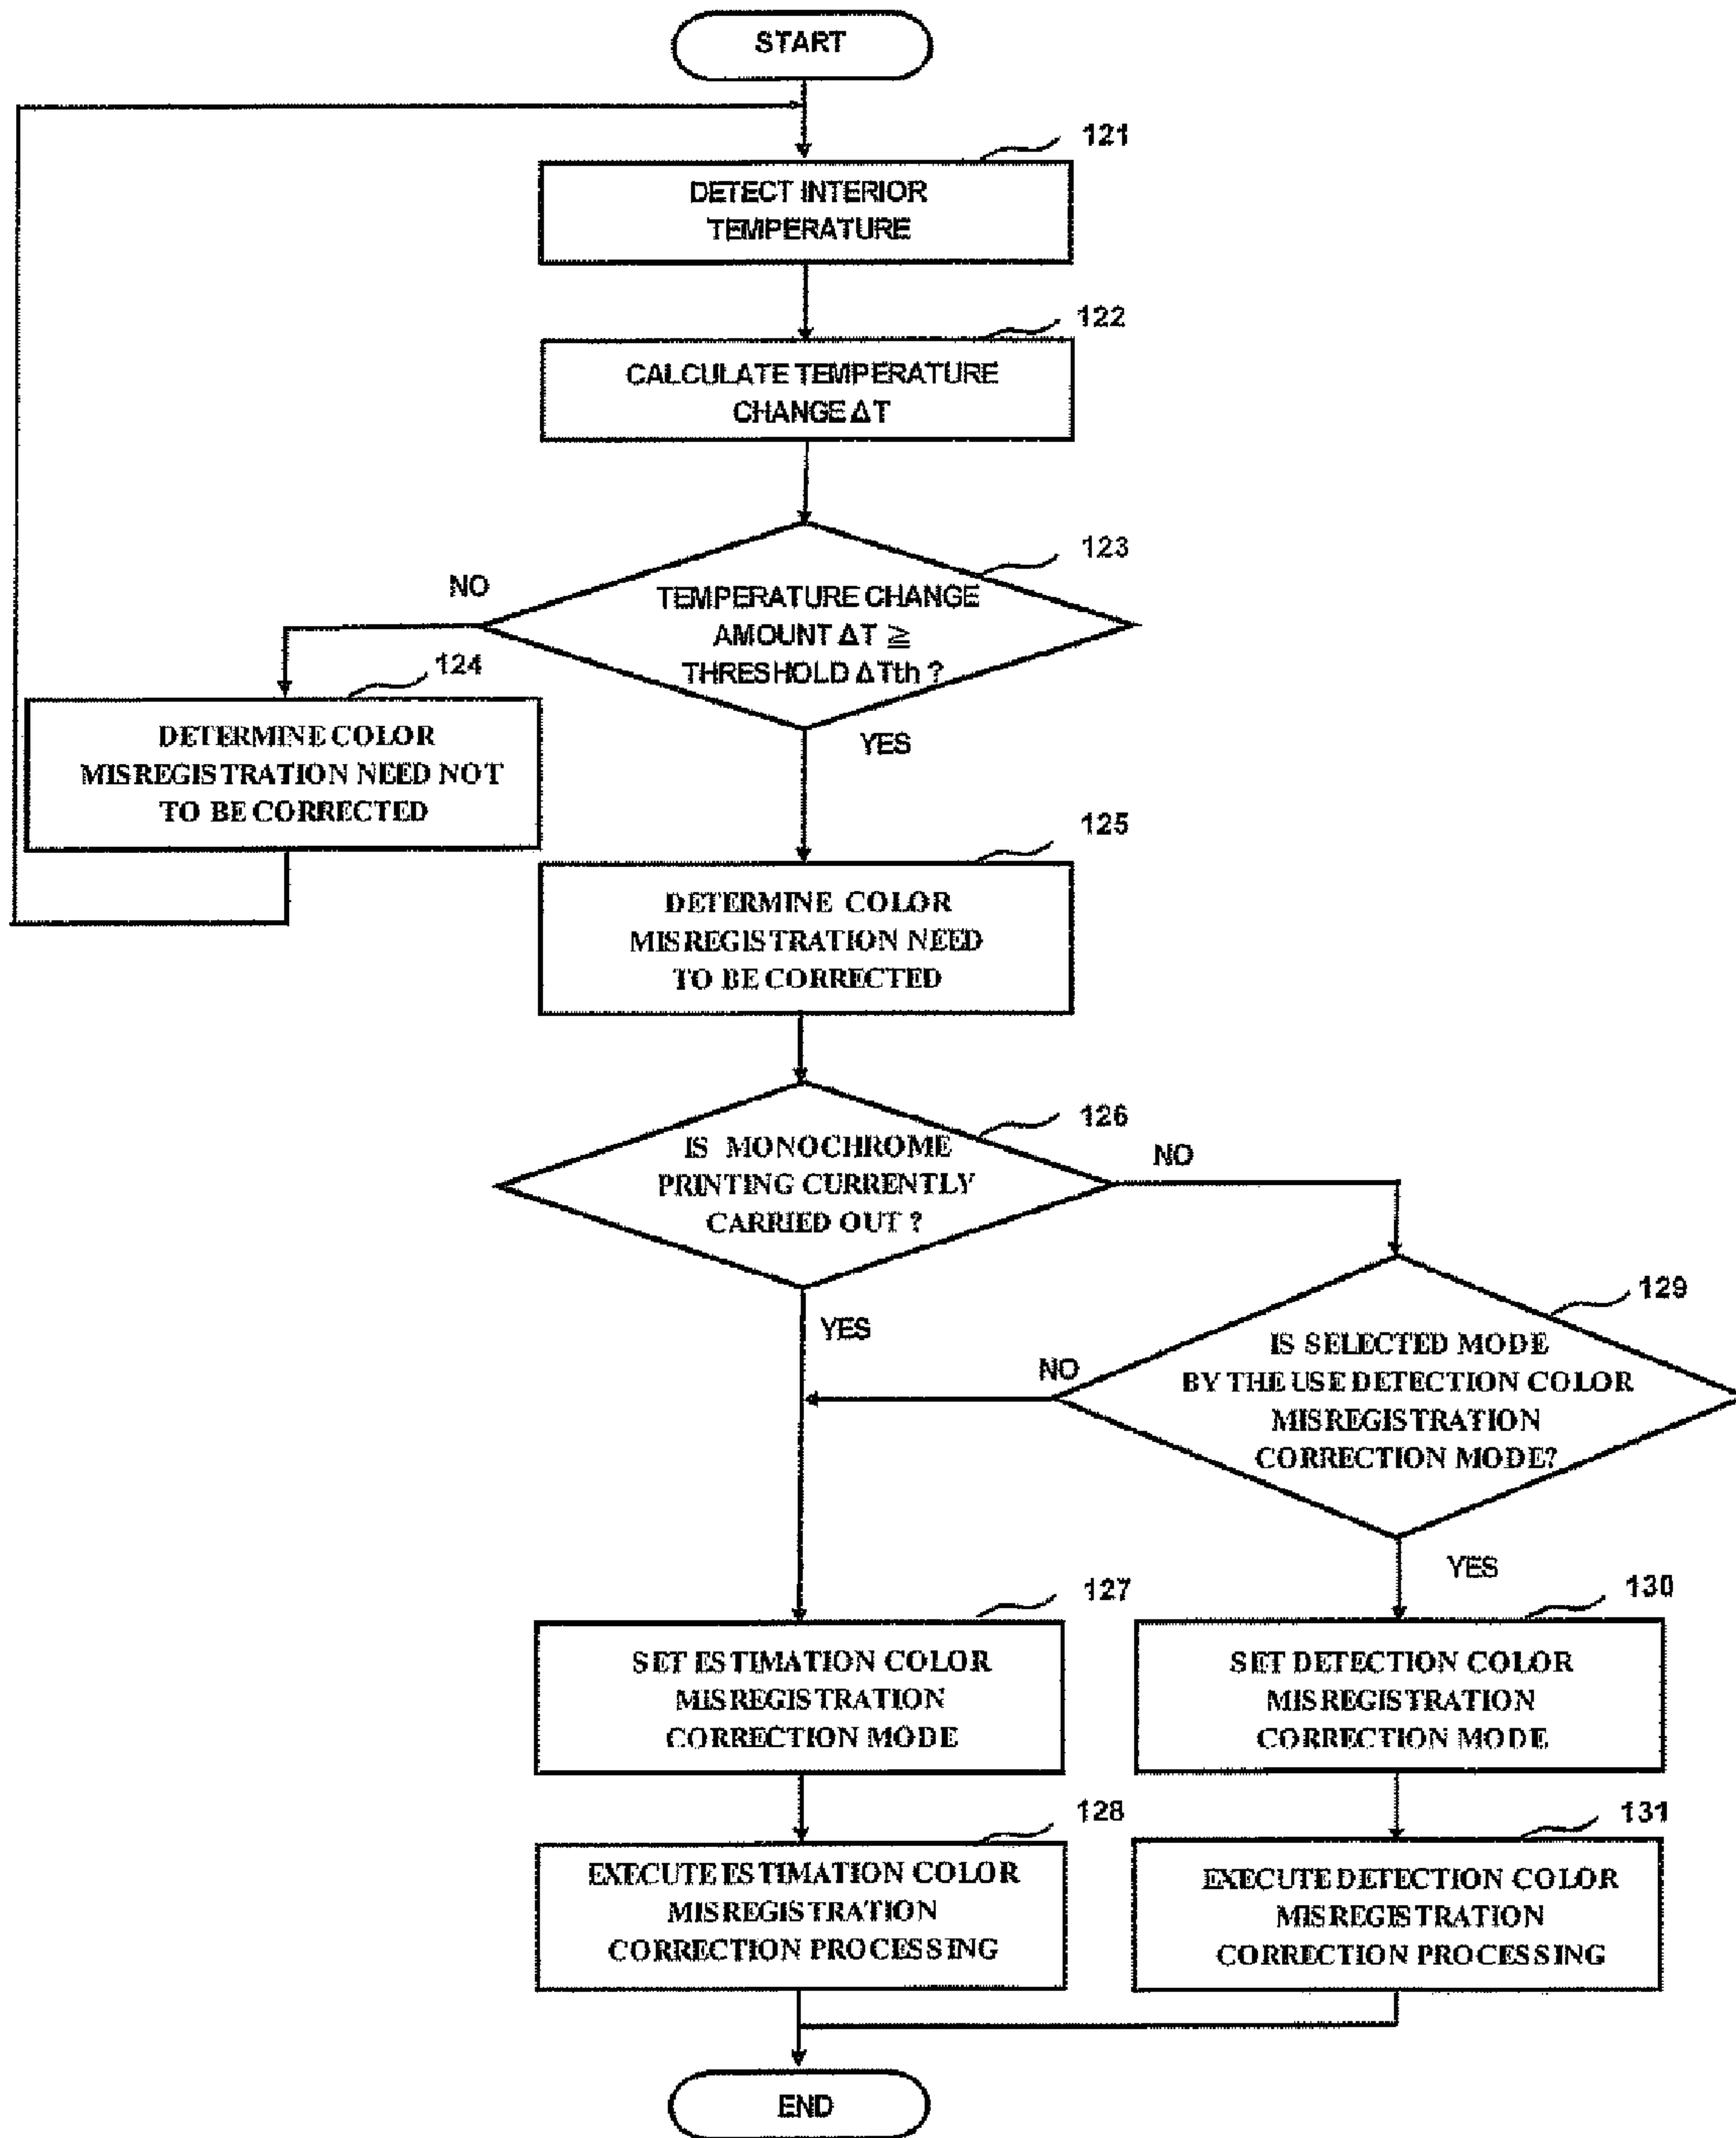 START
121
DETECT INTERIOR
TEMPERATURE
122
CALCULATE TEMPERATURE
CHANGE ΔT
123
NO
TEMPERATURE CHANGE
AMOUNT ΔT ≧
THRESHOLD ΔTth ?
YES
124
DETERMINE COLOR
MISREGISTRATION NEED NOT
TO BE CORRECTED
125
DETERMINE COLOR
MISREGISTRATION NEED
TO BE CORRECTED
126
IS MONOCHROME
PRINTING CURRENTLY
CARRIED OUT ?
NO
YES
129
IS SELECTED MODE
BY THE USE DETECTION COLOR
MISREGISTRATION
CORRECTION MODE?
NO
YES
127
SET ESTIMATION COLOR
MISREGISTRATION
CORRECTION MODE
130
SET DETECTION COLOR
MISREGISTRATION
CORRECTION MODE
128
EXECUTE ESTIMATION COLOR
MISREGISTRATION
CORRECTION PROCESSING
131
EXECUTE DETECTION COLOR
MISREGISTRATION
CORRECTION PROCESSING
END